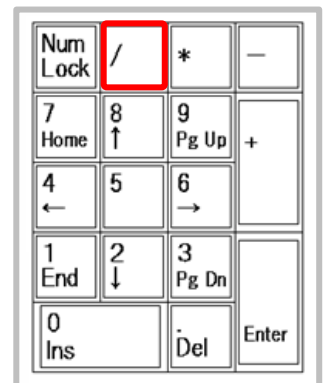 Num Lock / * −
7 Home 8 ↑ 9 Pg Up +
4 ← 5 6 →
1 End 2 ↓ 3 Pg Dn Enter
0 Ins . Del